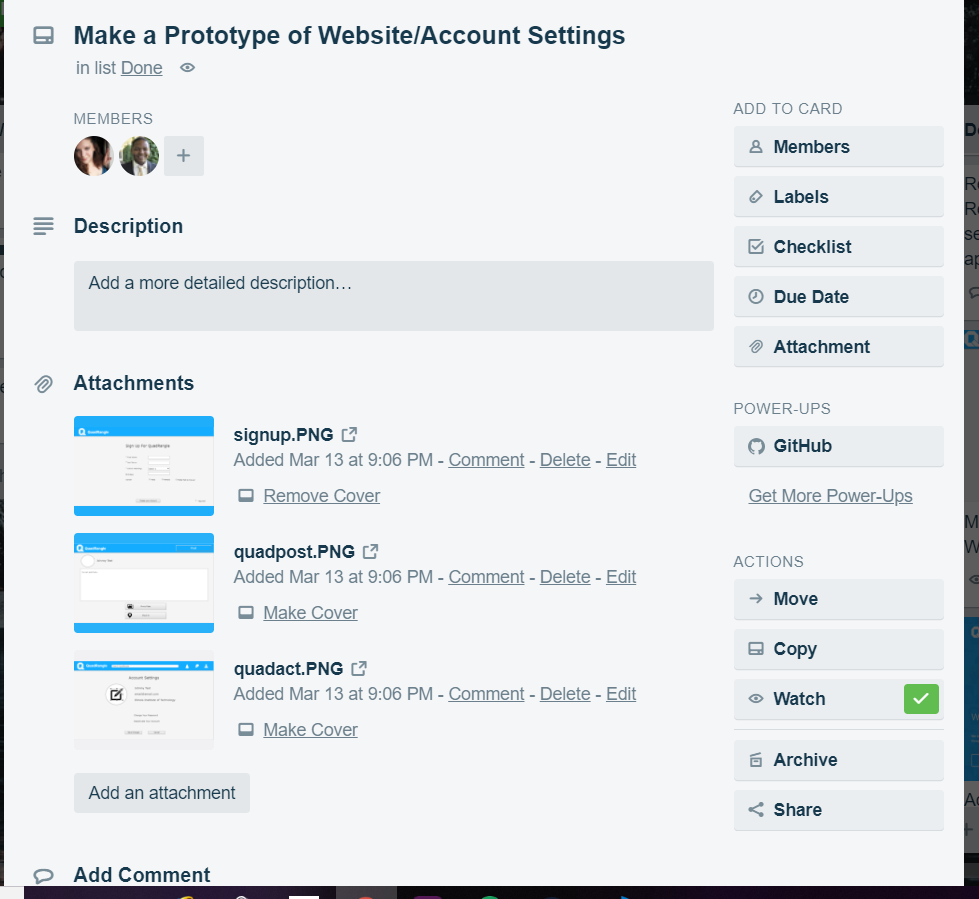 Make a Prototype of Website/Account Settings
in list Done
MEMBERS
+
Description
Add a more detailed description…
Attachments
signup.PNG
Added Mar 13 at 9:06 PM - Comment - Delete - Edit
Remove Cover
quadpost.PNG
Added Mar 13 at 9:06 PM - Comment - Delete - Edit
Make Cover
Account Settings
quadact.PNG
Added Mar 13 at 9:06 PM - Comment - Delete - Edit
Make Cover
Add an attachment
Add Comment
ADD TO CARD
Members
Labels
Checklist
Due Date
Attachment
POWER-UPS
GitHub
Get More Power-Ups
ACTIONS
Move
Copy
Watch
Archive
Share